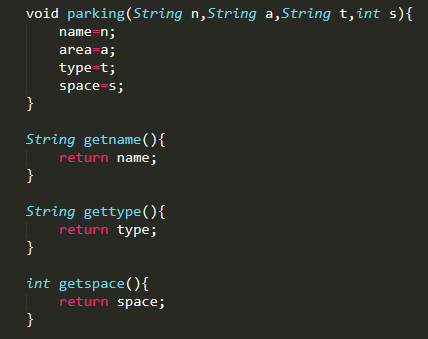 void parking(String n,String a,String t,int s){
name=n;
area=a;
type=t;
space=s;
}
String getname(){
return name;
}
String gettype(){
return type;
}
int getspace(){
return space;
}